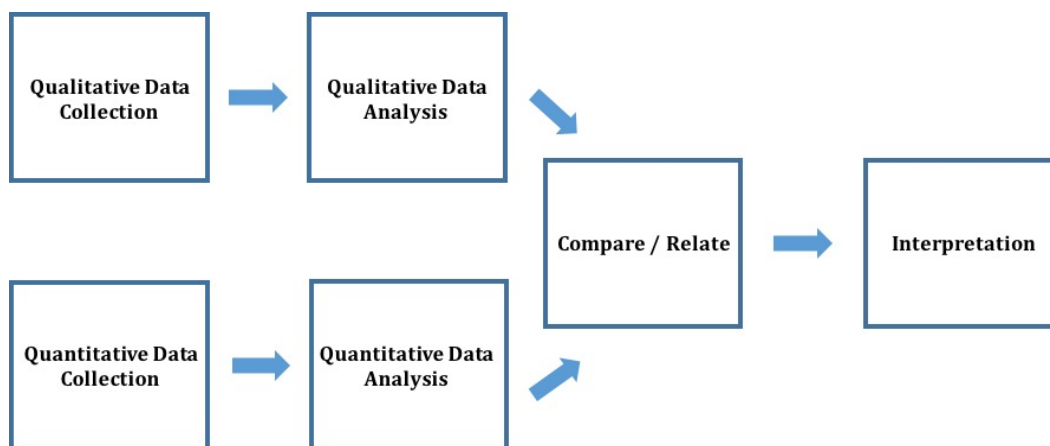 Qualitative Data
Collection
Qualitative Data
Analysis
Compare / Relate
Interpretation
Quantitative Data
Collection
Quantitative Data
Analysis